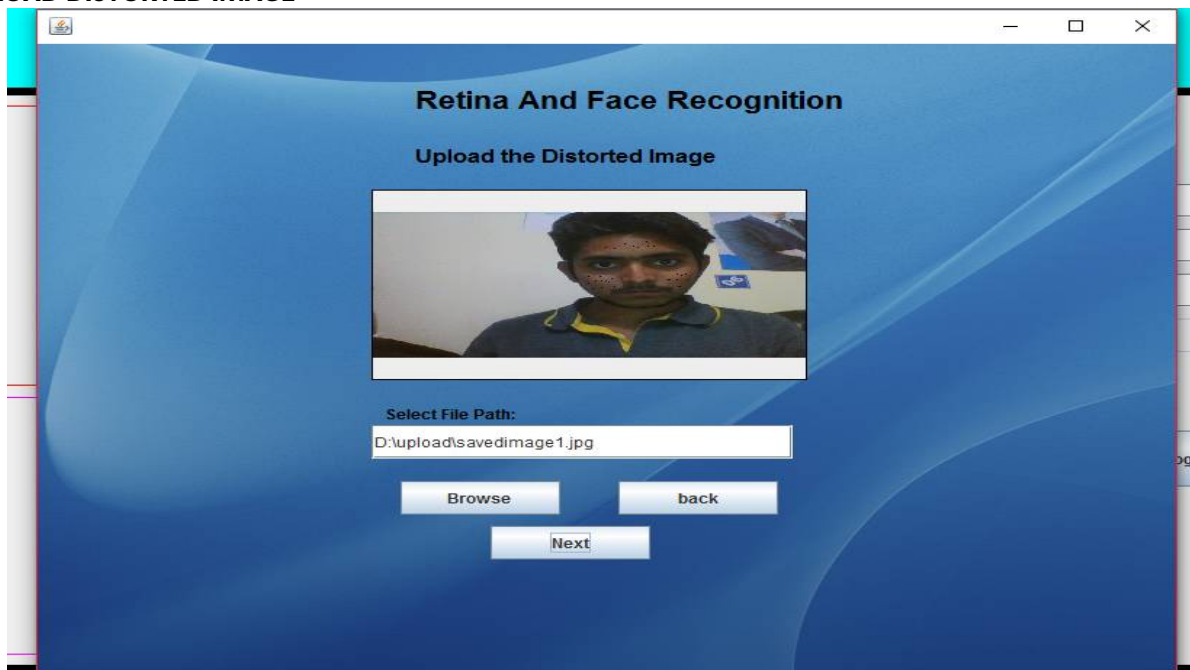 Retina And Face Recognition
Upload the Distorted Image
Select File Path:
D:\upload\savedimage1.jpg
Browse
back
Next